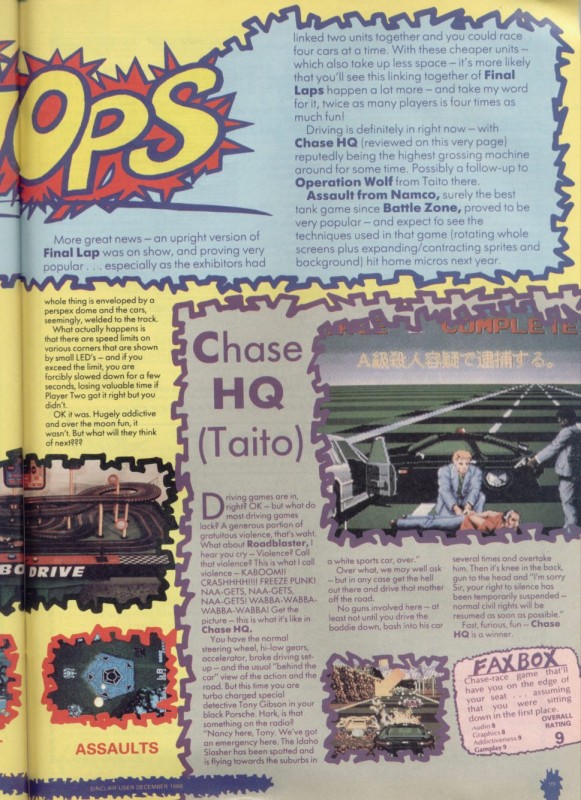 OPS
More great news – an upright version of
Final Lap was on show, and proving very
popular . . . especially as the exhibitors had
linked two units together and you could race
four cars at a time. With these cheaper units –
which also take up less space – it's more likely
that you'll see this linking together of Final
Laps happen a lot more – and take my word
for it, twice as many players is four times as
much fun!
Driving is definitely in right now – with
Chase HQ (reviewed on this very page)
reputedly being the highest grossing machine
around for some time. Possibly a follow-up to
Operation Wolf from Taito there.
Assault from Namco, surely the best
tank game since Battle Zone, proved to be
very popular – and expect to see the
techniques used in that game (rotating whole
screens plus expanding/contracting sprites and
background) hit home micros next year.
whole thing is enveloped by a
perspex dome and the cars,
seemingly, welded to the track.
What actually happens is
that there are speed limits on
various corners that are shown
by small LED's – and if you
exceed the limit, you are
forcibly slowed down for a few
seconds, losing valuable time if
Player Two got it right but you
didn't.
OK it was. Hugely addictive
and over the moon fun, it
wasn't. But what will they think
of next???
BO DRIVE
ASSAULTS
Chase
HQ
(Taito)
COMPLETE
A級殺人容疑で逮捕する。
Driving games are in,
right? OK – but what do
most driving games
lack? A generous portion of
gratuitous violence, that's waht.
What about Roadblaster, I
hear you cry – Violence? Call
that violence? This is what I call
violence – KABOOM!!
CRASHHHH!!! FREEZE PUNK!
NAA-GETS, NAA-GETS,
NAA-GETS! WABBA-WABBA-
WABBA-WABBA! Get the
picture – this is what it's like in
Chase HQ.
You have the normal
steering wheel, hi-low gears,
accelerator, brake driving set-
up – and the usual "behind the
car" view of the action and the
road. But this time you are
turbo charged special
detective Tony Gibson in your
black Porsche. Hark, is that
something on the radio?
"Nancy here, Tony. We've got
an emergency here. The Idaho
Slasher has been spotted and
is flying towards the suburbs in
a white sports car, over."
Over what, we may well ask
– but in any case get the hell
out there and drive that mother
off the road.
No guns involved here – at
least not until you drive the
baddie down, bash into his car
several times and overtake
him. Then it's knee in the back,
gun to the head and "I'm sorry
Sir, your right to silence has
been temporarily suspended –
normal civil rights will be
resumed as soon as possible."
Fast, furious, fun – Chase
HQ is a winner.
FAXBOX
Chase-race game that'll
have you on the edge of
your seat . . . assuming
that you were sitting
down in the first place.
Audio 8
Graphics 8
Addictiveness 9
Gameplay 9
OVERALL
RATING
9
SINCLAIR USER DECEMBER 1988